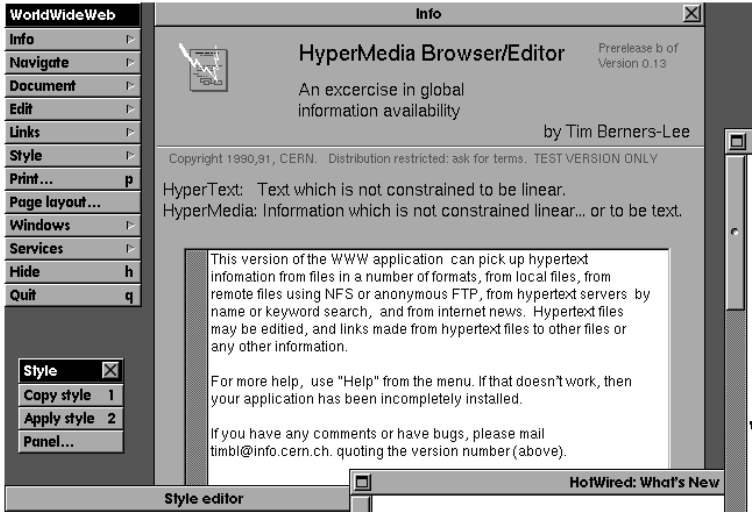 WorldWideWeb
Info
Navigate
Document
Edit
Links
Style
Print... p
Page layout...
Windows
Services
Hide h
Quit q
Style
Copy style 1
Apply style 2
Panel...
Info
HyperMedia Browser/Editor
Prerelease b of
Version 0.13
An excercise in global
information availability
by Tim Berners-Lee
Copyright 1990,91, CERN. Distribution restricted: ask for terms. TEST VERSION ONLY
HyperText: Text which is not constrained to be linear.
HyperMedia: Information which is not constrained linear... or to be text.
This version of the WWW application can pick up hypertext
infomation from files in a number of formats, from local files, from
remote files using NFS or anonymous FTP, from hypertext servers by
name or keyword search, and from internet news. Hypertext files
may be editied, and links made from hypertext files to other files or
any other information.
For more help, use "Help" from the menu. If that doesn't work, then
your application has been incompletely installed.
If you have any comments or have bugs, please mail
timbl@info.cern.ch. quoting the version number (above).
Style editor
HotWired: What's New